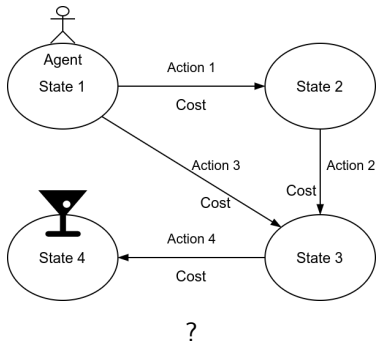 Agent
State 1
Action 1
Cost
State 2
Action 3
Cost
Action 2
Cost
State 4
Action 4
Cost
State 3
?